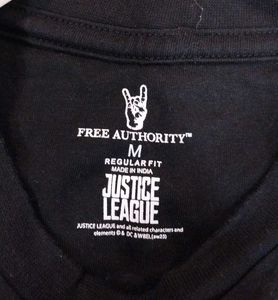 FREE AUTHORITY™
M
REGULAR FIT
MADE IN INDIA
JUSTICE
LEAGUE
JUSTICE LEAGUE and all related characters and
elements © & DC & WBEI. (sw23)